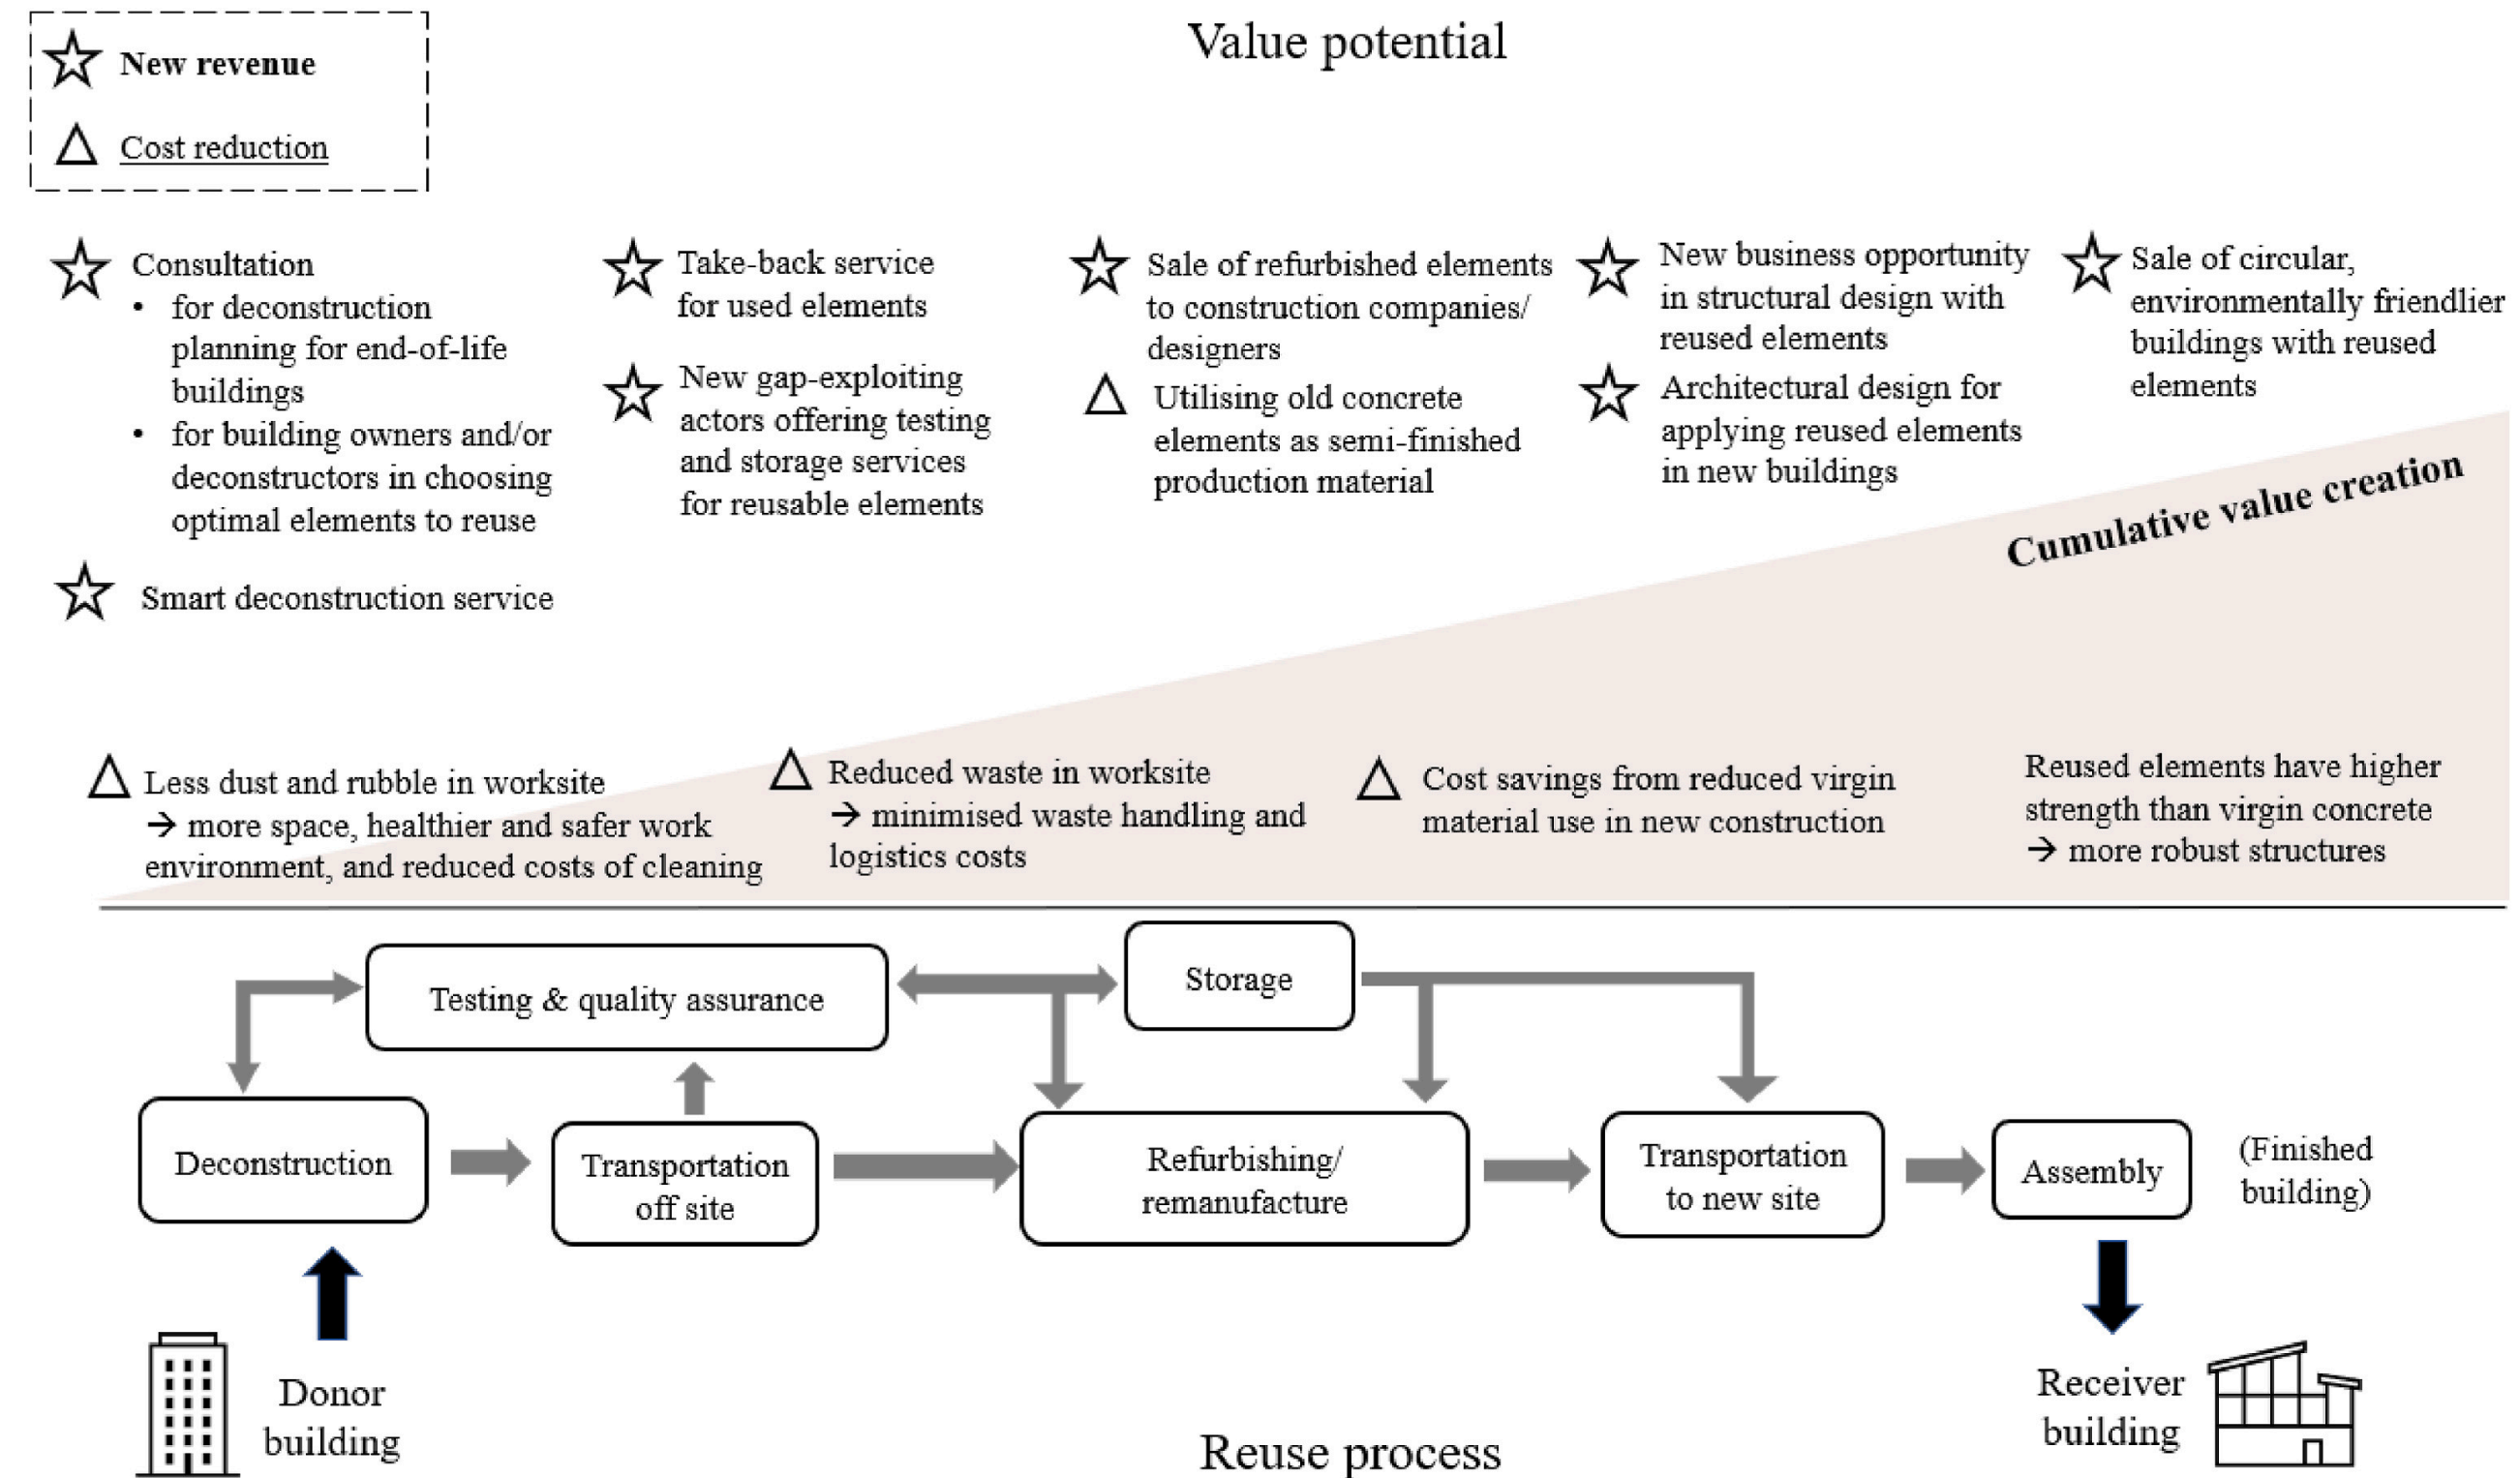 Value potential
New revenue
Cost reduction
Consultation
• for deconstruction
planning for end-of-life
buildings
• for building owners and/or
deconstructors in choosing
optimal elements to reuse
Smart deconstruction service
Take-back service
for used elements
New gap-exploiting
actors offering testing
and storage services
for reusable elements
Sale of refurbished elements
to construction companies/
designers
Utilising old concrete
elements as semi-finished
production material
New business opportunity
in structural design with
reused elements
Architectural design for
applying reused elements
in new buildings
Sale of circular,
environmentally friendlier
buildings with reused
elements
Cumulative value creation
Less dust and rubble in worksite
→ more space, healthier and safer work
environment, and reduced costs of cleaning
Reduced waste in worksite
→ minimised waste handling and
logistics costs
Cost savings from reduced virgin
material use in new construction
Reused elements have higher
strength than virgin concrete
→ more robust structures
Testing & quality assurance
Storage
Deconstruction
Transportation
off site
Refurbishing/
remanufacture
Transportation
to new site
Assembly
(Finished
building)
Donor
building
Receiver
building
Reuse process